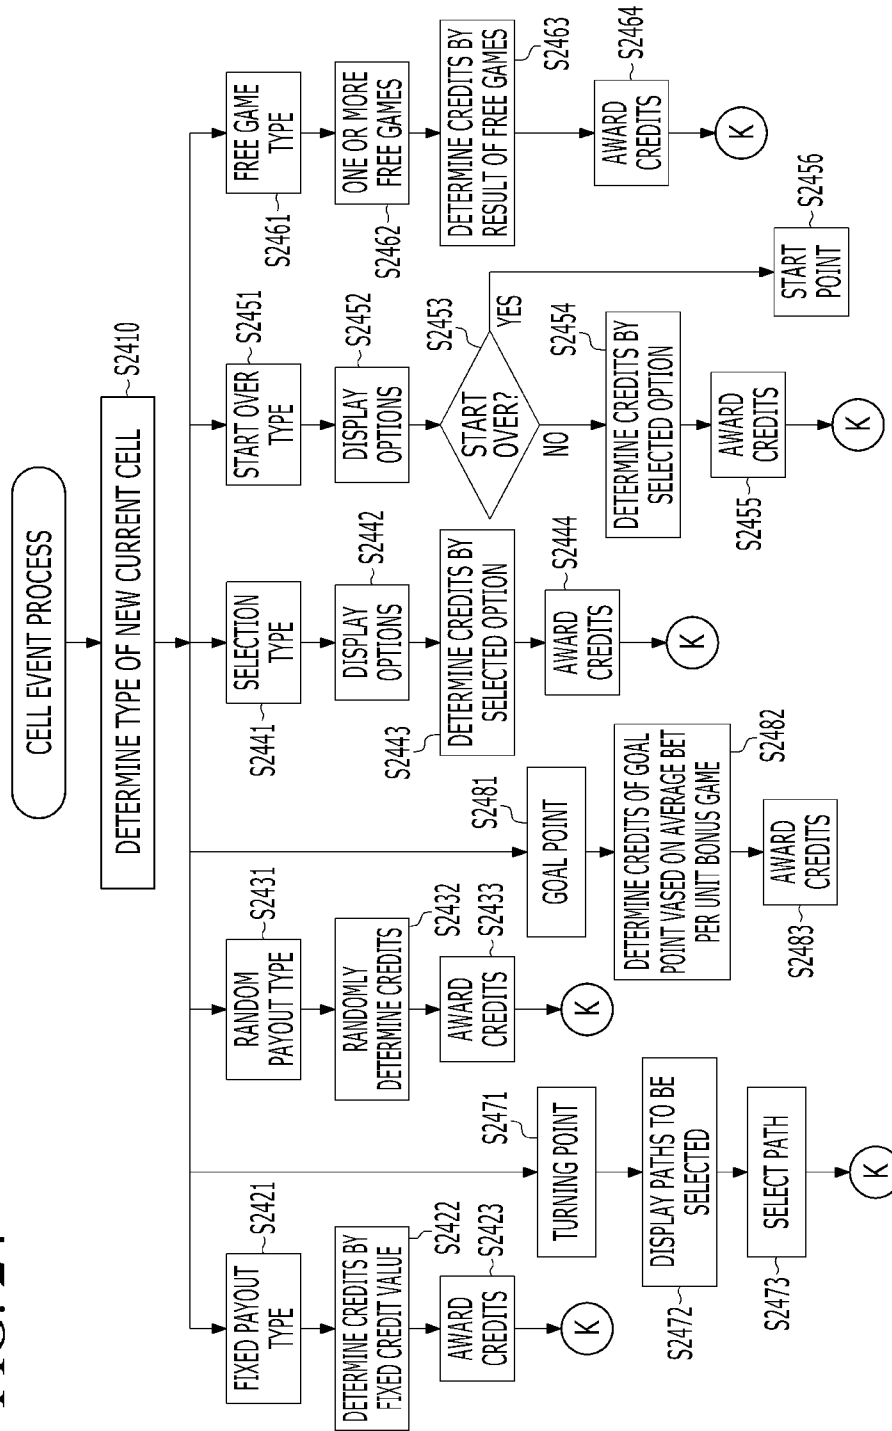 CELL EVENT PROCESS
DETERMINE TYPE OF NEW CURRENT CELL
S2410
FIXED PAYOUT
TYPE
S2421
DETERMINE CREDITS BY
FIXED CREDIT VALUE
S2422
AWARD
CREDITS
S2423
K
TURNING POINT
S2471
DISPLAY PATHS TO BE
SELECTED
S2472
SELECT PATH
S2473
K
RANDOM
PAYOUT TYPE
S2431
RANDOMLY
DETERMINE CREDITS
S2432
AWARD
CREDITS
S2433
K
GOAL POINT
S2481
DETERMINE CREDITS OF GOAL
POINT VASED ON AVERAGE BET
PER UNIT BONUS GAME
S2482
AWARD
CREDITS
S2483
SELECTION
TYPE
S2441
DISPLAY
OPTIONS
S2442
DETERMINE CREDITS BY
SELECTED OPTION
S2443
AWARD
CREDITS
S2444
K
START OVER
TYPE
S2451
DISPLAY
OPTIONS
S2452
START
OVER?
S2453
YES
NO
DETERMINE CREDITS BY
SELECTED OPTION
S2454
AWARD
CREDITS
S2455
K
START
POINT
S2456
FREE GAME
TYPE
S2461
ONE OR MORE
FREE GAMES
S2462
DETERMINE CREDITS BY
RESULT OF FREE GAMES
S2463
AWARD
CREDITS
S2464
K